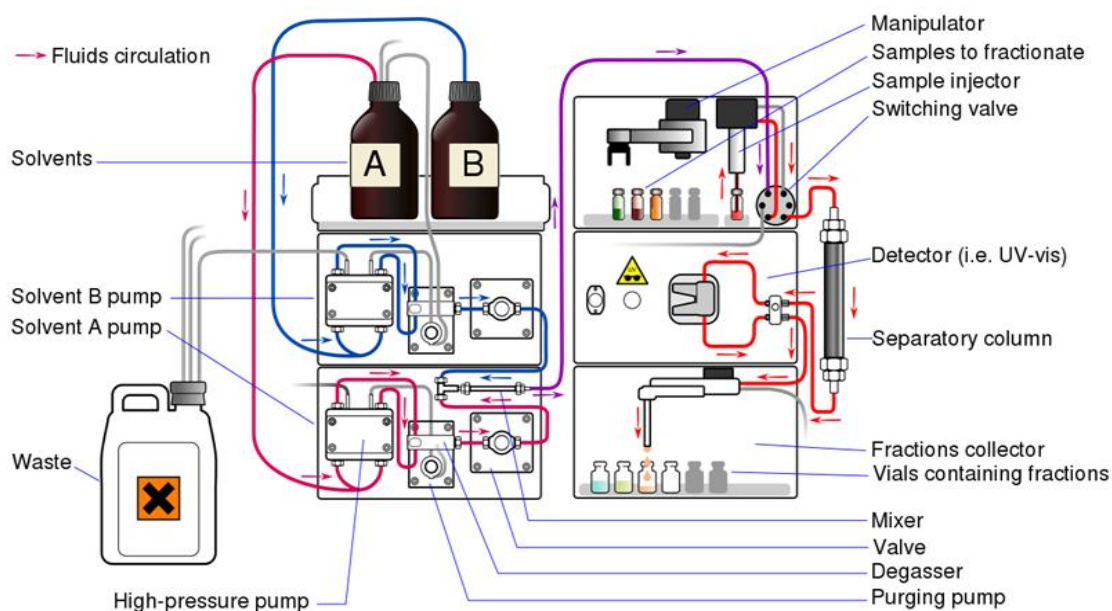 Fluids circulation
Manipulator
Samples to fractionate
Sample injector
Switching valve
Solvents
A
B
UV
Detector (i.e. UV-vis)
Solvent B pump
Solvent A pump
Separatory column
Waste
Fractions collector
Vials containing fractions
Mixer
Valve
Degasser
High-pressure pump
Purging pump